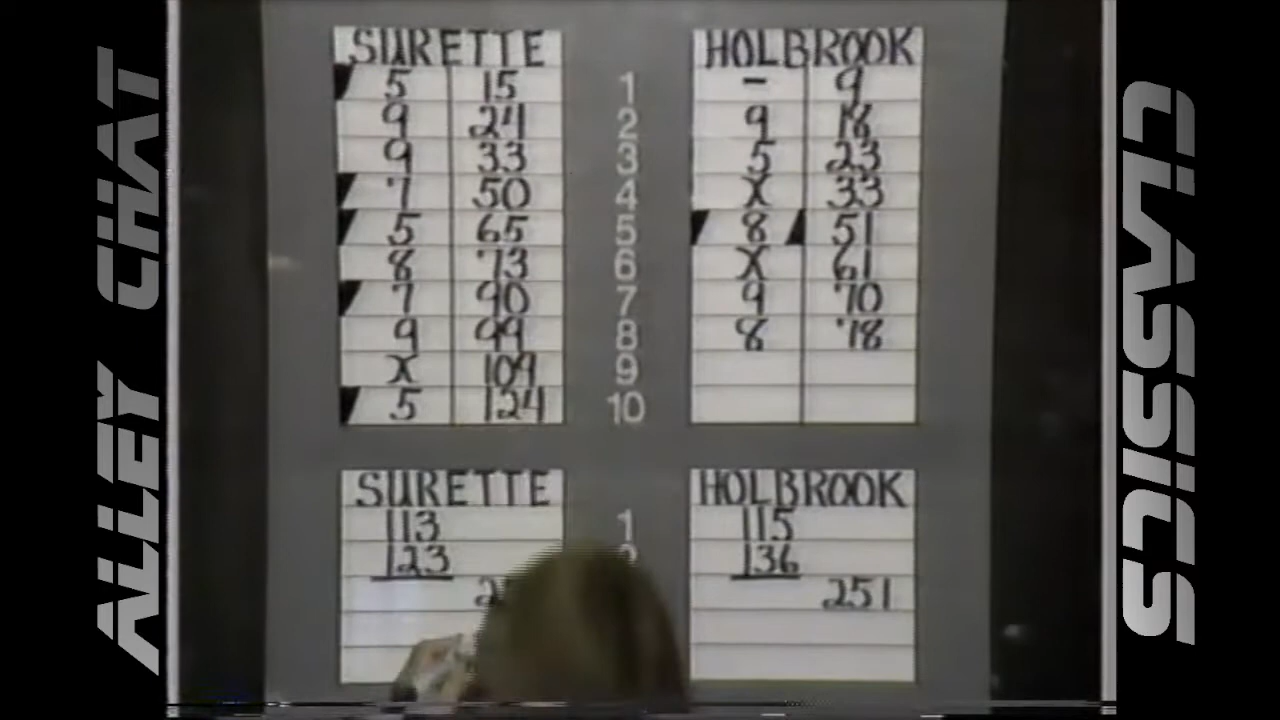 ALLEY CHAT
SURETTE HOLBROOK
5 15 1 - 9
9 24 2 9 18
9 33 3 5 23
7 50 4 X 33
5 65 5 8 51
8 73 6 X 61
7 90 7 9 70
9 99 8 8 78
X 109 9
5 124 10
SURETTE HOLBROOK
113 1 115
123 2 136
2 251
CLASSICS